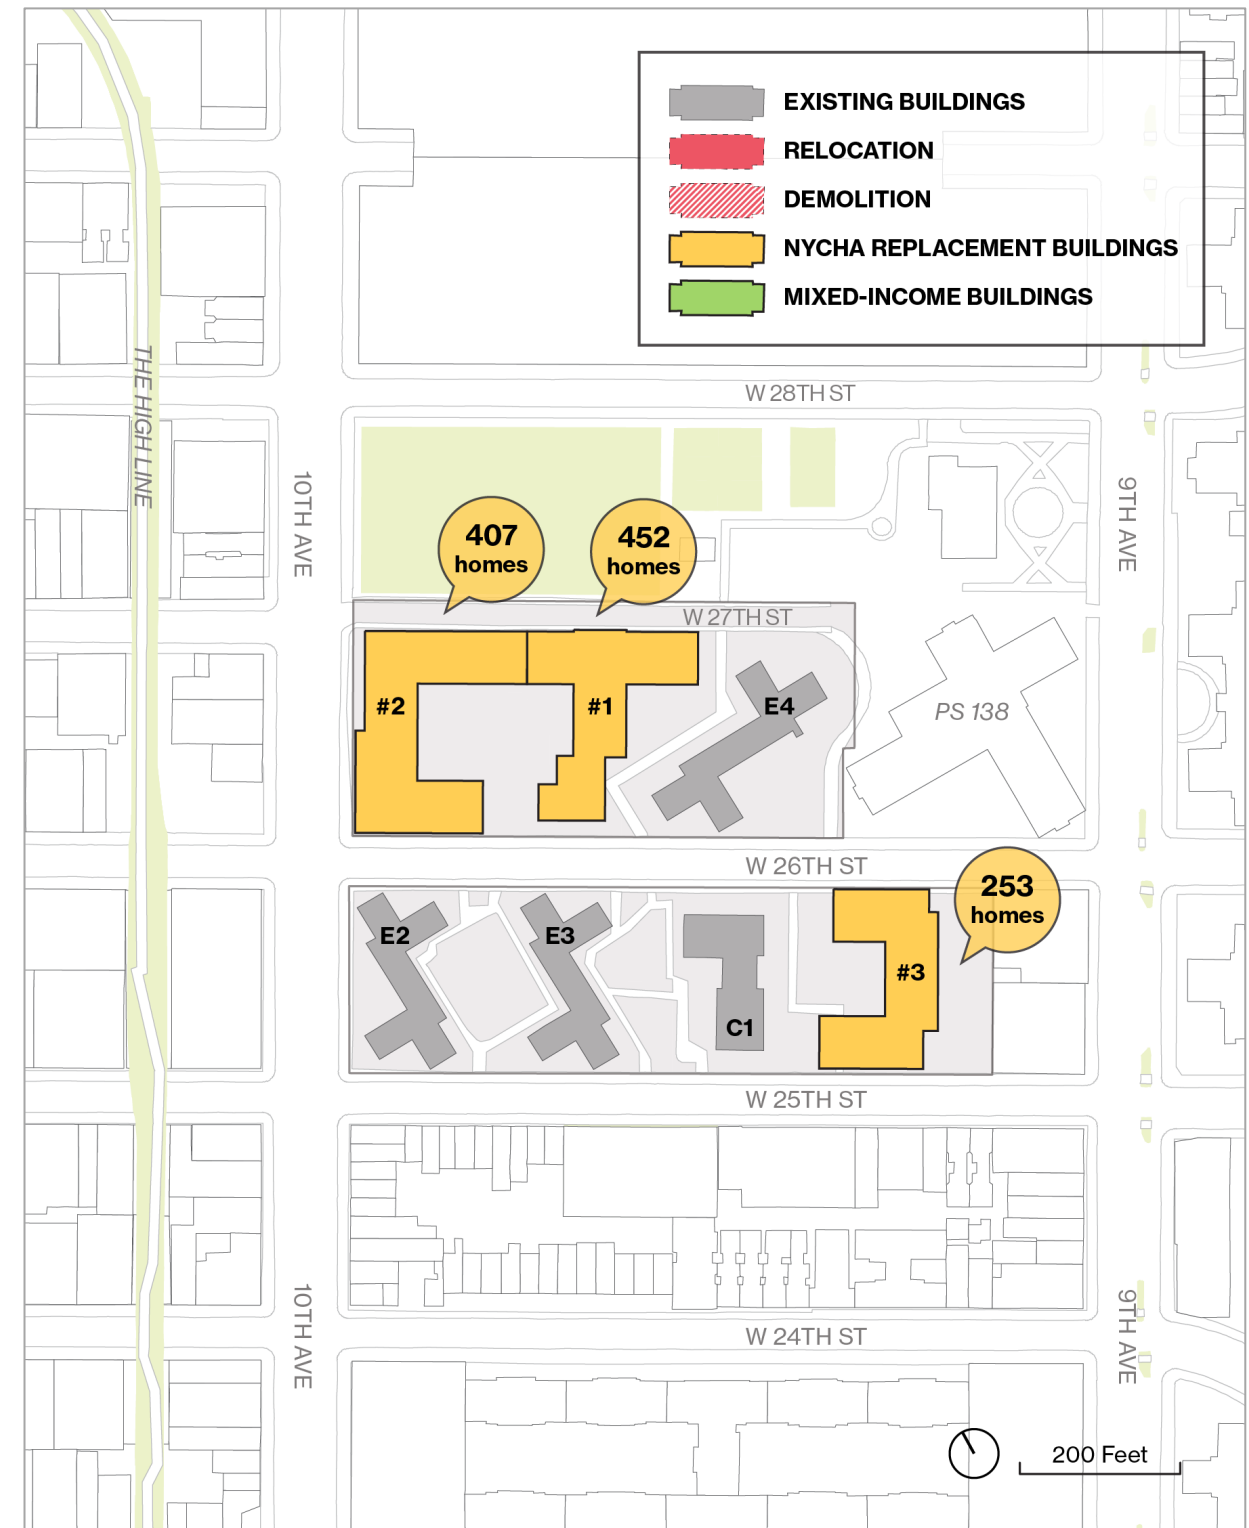 EXISTING BUILDINGS
RELOCATION
DEMOLITION
NYCHA REPLACEMENT BUILDINGS
MIXED-INCOME BUILDINGS
W 28TH ST
THE HIGH LINE
10TH AVE
9TH AVE
407
homes
452
homes
W 27TH ST
#2
#1
E4
PS 138
W 26TH ST
253
homes
E2
E3
#3
C1
W 25TH ST
10TH AVE
9TH AVE
W 24TH ST
200 Feet